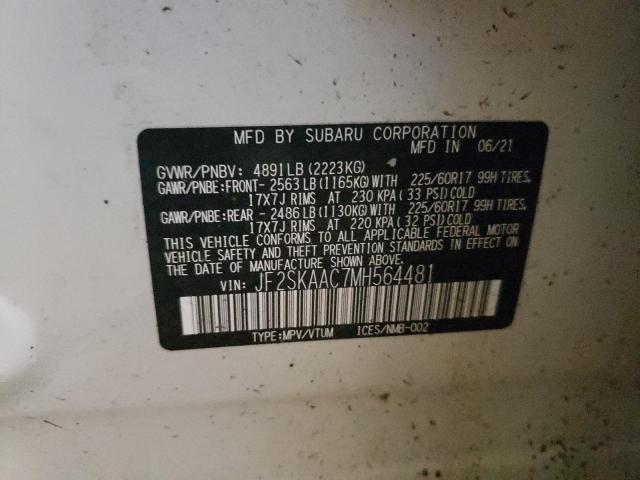 MFD BY SUBARU CORPORATION
MFD IN 06/21
GVWR/PNBV: 4891LB(2223KG)
GAWR/PNBE:FRONT- 2563LB(1165KG)WITH 225/60R17 99H TIRES,
17X7J RIMS AT 230 KPA(33 PSI)COLD
GAWR/PNBE:REAR - 2486LB(1130KG)WITH 225/60R17 99H TIRES,
17X7J RIMS AT 220 KPA(32 PSI)COLD
THIS VEHICLE CONFORMS TO ALL APPLICABLE FEDERAL MOTOR
VEHICLE SAFETY AND THEFT PREVENTION STANDARDS IN EFFECT
ON THE DATE OF MANUFACTURE SHOWN ABOVE.
VIN: JF2SKAAC7MH564481
TYPE:MPV/VTUM ICES/NMB-002